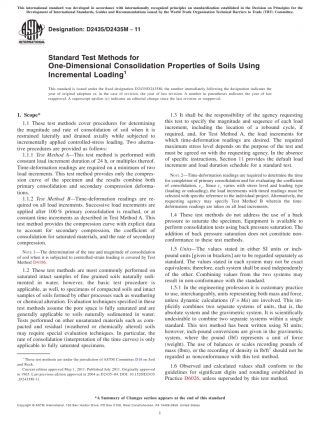 This international standard was developed in accordance with internationally recognized principles on standardization established in the Decision on Principles for the
Development of International Standards, Guides and Recommendations issued by the World Trade Organization Technical Barriers to Trade (TBT) Committee.
Designation: D2435/D2435M − 11
Standard Test Methods for
One-Dimensional Consolidation Properties of Soils Using
Incremental Loading¹
This standard is issued under the fixed designation D2435/D2435M; the number immediately following the designation indicates the
year of original adoption or, in the case of revision, the year of last revision. A number in parentheses indicates the year of last
reapproval. A superscript epsilon (ε) indicates an editorial change since the last revision or reapproval.
1. Scope*
1.1 These test methods cover procedures for determining
the magnitude and rate of consolidation of soil when it is
restrained laterally and drained axially while subjected to
incrementally applied controlled-stress loading. Two alterna-
tive procedures are provided as follows:
1.1.1 Test Method A—This test method is performed with
constant load increment duration of 24 h, or multiples thereof.
Time-deformation readings are required on a minimum of two
load increments. This test method provides only the compres-
sion curve of the specimen and the results combine both
primary consolidation and secondary compression deforma-
tions.
1.1.2 Test Method B—Time-deformation readings are re-
quired on all load increments. Successive load increments are
applied after 100 % primary consolidation is reached, or at
constant time increments as described in Test Method A. This
test method provides the compression curve with explicit data
to account for secondary compression, the coefficient of
consolidation for saturated materials, and the rate of secondary
compression.
NOTE 1—The determination of the rate and magnitude of consolidation
of soil when it is subjected to controlled-strain loading is covered by Test
Method D4186.
1.2 These test methods are most commonly performed on
saturated intact samples of fine grained soils naturally sedi-
mented in water, however, the basic test procedure is
applicable, as well, to specimens of compacted soils and intact
samples of soils formed by other processes such as weathering
or chemical alteration. Evaluation techniques specified in these
test methods assume the pore space is fully saturated and are
generally applicable to soils naturally sedimented in water.
Tests performed on other unsaturated materials such as com-
pacted and residual (weathered or chemically altered) soils
may require special evaluation techniques. In particular, the
rate of consolidation (interpretation of the time curves) is only
applicable to fully saturated specimens.
1.3 It shall be the responsibility of the agency requesting
this test to specify the magnitude and sequence of each load
increment, including the location of a rebound cycle, if
required, and, for Test Method A, the load increments for
which time-deformation readings are desired. The required
maximum stress level depends on the purpose of the test and
must be agreed on with the requesting agency. In the absence
of specific instructions, Section 11 provides the default load
increment and load duration schedule for a standard test.
NOTE 2—Time-deformation readings are required to determine the time
for completion of primary consolidation and for evaluating the coefficient
of consolidation, cv. Since cv varies with stress level and loading type
(loading or unloading), the load increments with timed readings must be
selected with specific reference to the individual project. Alternatively, the
requesting agency may specify Test Method B wherein the time-
deformation readings are taken on all load increments.
1.4 These test methods do not address the use of a back
pressure to saturate the specimen. Equipment is available to
perform consolidation tests using back pressure saturation. The
addition of back pressure saturation does not constitute non-
conformance to these test methods.
1.5 Units—The values stated in either SI units or inch-
pound units [given in brackets] are to be regarded separately as
standard. The values stated in each system may not be exact
equivalents; therefore, each system shall be used independently
of the other. Combining values from the two systems may
result in non-conformance with the standard.
1.5.1 In the engineering profession it is customary practice
to use, interchangeably, units representing both mass and force,
unless dynamic calculations (F = Ma) are involved. This im-
plicitly combines two separate systems of units, that is, the
absolute system and the gravimetric system. It is scientifically
undesirable to combine two separate systems within a single
standard. This test method has been written using SI units;
however, inch-pound conversions are given in the gravimetric
system, where the pound (lbf) represents a unit of force
(weight). The use of balances or scales recording pounds of
mass (lbm), or the recording of density in lb/ft³ should not be
regarded as nonconformance with this test method.
1.6 Observed and calculated values shall conform to the
guidelines for significant digits and rounding established in
Practice D6026, unless superseded by this test method.
¹ These test methods are under the jurisdiction of ASTM Committee D18 on Soil
and Rock.
Current edition approved May 1, 2011. Published July 2011. Originally approved
in 1965. Last previous edition approved in 2004 as D2435–04. DOI: 10.1520/D2435
_D2435M-11.
*A Summary of Changes section appears at the end of this standard
1